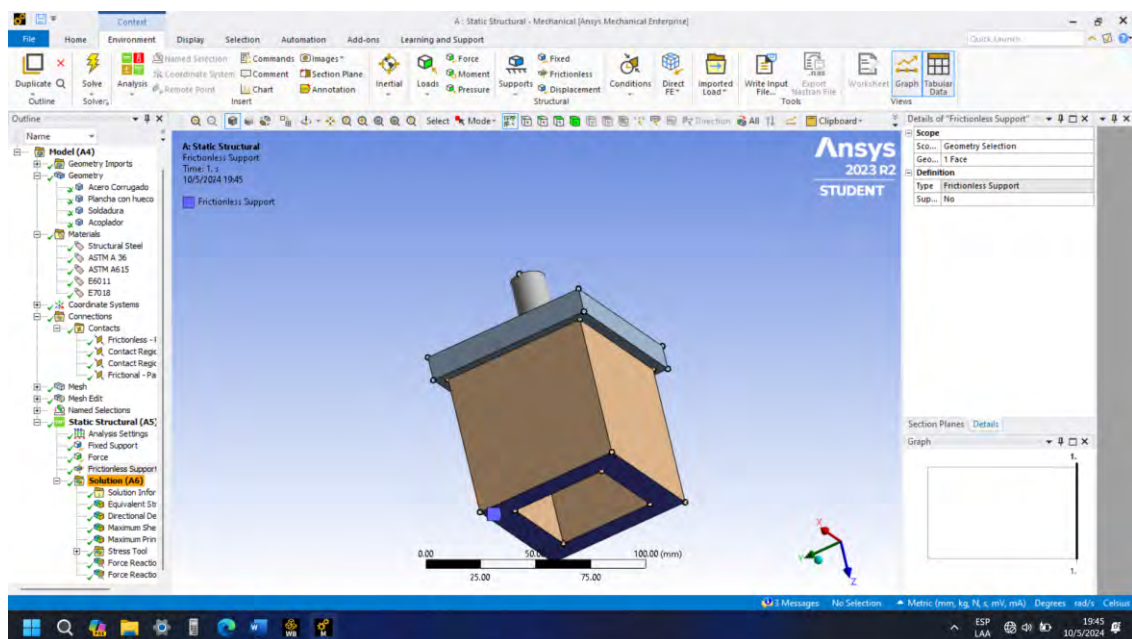 Context
A : Static Structural - Mechanical [Ansys Mechanical Enterprise]
File Home Environment Display Selection Automation Add-ons Learning and Support
Quick Launch
Duplicate Q
Outline
Solve
Solver
Analysis
Named Selection Commands Images
Coordinate System Comment Section Plane
Remote Point Chart Annotation
Insert
Inertial Loads
Force
Moment
Pressure
Supports
Fixed
Frictionless
Displacement
Structural
Conditions
Direct FE
Imported Load
Write Input File...
Export Nastran File
Tools
Worksheet
Graph
Tabular Data
Views
Outline
Name
Select Mode
Direction All
Clipboard
Model (A4)
Geometry Imports
Geometry
Acero Corrugado
Plancha con hueco
Soldadura
Acoplador
Materials
Structural Steel
ASTM A 36
ASTM A615
E6011
E7018
Coordinate Systems
Connections
Contacts
Frictionless -
Contact Regic
Contact Regic
Frictional - Pa
Mesh
Mesh Edit
Named Selections
Static Structural (A5)
Analysis Settings
Fixed Support
Force
Frictionless Support
Solution (A6)
Solution Infor
Equivalent Str
Directional De
Maximum She
Maximum Prin
Stress Tool
Force Reactio
Force Reactio
A: Static Structural
Frictionless Support
Time: 1. s
10/5/2024 19:45
Frictionless Support
Ansys
2023 R2
STUDENT
0.00 50.00 100.00 (mm)
25.00 75.00
X
Y
Z
Details of "Frictionless Support"
Scope
Sco... Geometry Selection
Geo... 1 Face
Definition
Type Frictionless Support
Sup... No
Section Planes Details
Graph
1.
1.
3 Messages No Selection Metric (mm, kg, N, s, mV, mA) Degrees rad/s Celsius
ESP
LAA
19:45
10/5/2024